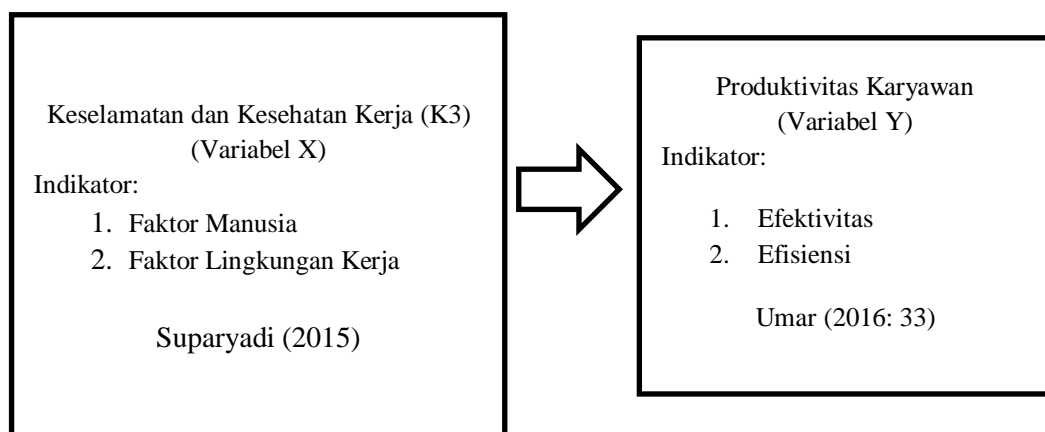 Keselamatan dan Kesehatan Kerja (K3)
(Variabel X)
Indikator:
1. Faktor Manusia
2. Faktor Lingkungan Kerja
Suparyadi (2015)
Produktivitas Karyawan
(Variabel Y)
Indikator:
1. Efektivitas
2. Efisiensi
Umar (2016: 33)